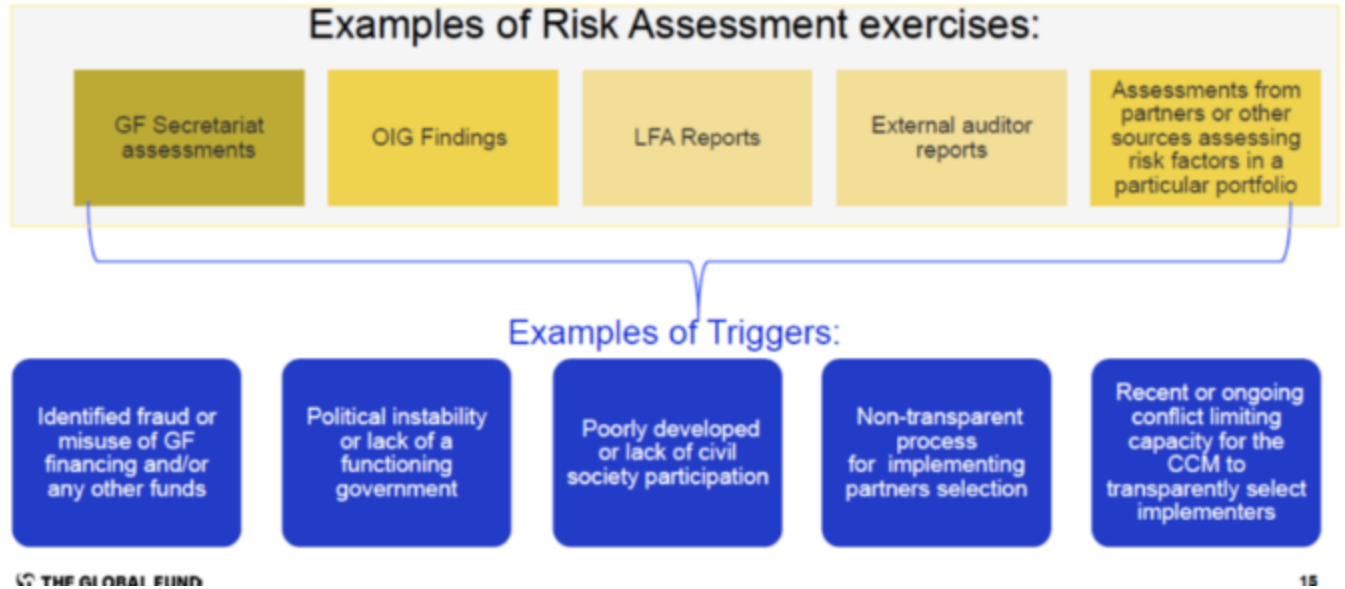 Examples of Risk Assessment exercises:
GF Secretariat
assessments
OIG Findings
LFA Reports
External auditor
reports
Assessments from
partners or other
sources assessing
risk factors in a
particular portfolio
Examples of Triggers:
Identified fraud or
misuse of GF
financing and/or
any other funds
Political instability
or lack of a
functioning
government
Poorly developed
or lack of civil
society participation
Non-transparent
process
for implementing
partners selection
Recent or ongoing
conflict limiting
capacity for the
CCM to
transparently select
implementers
THE GLOBAL FUND
15